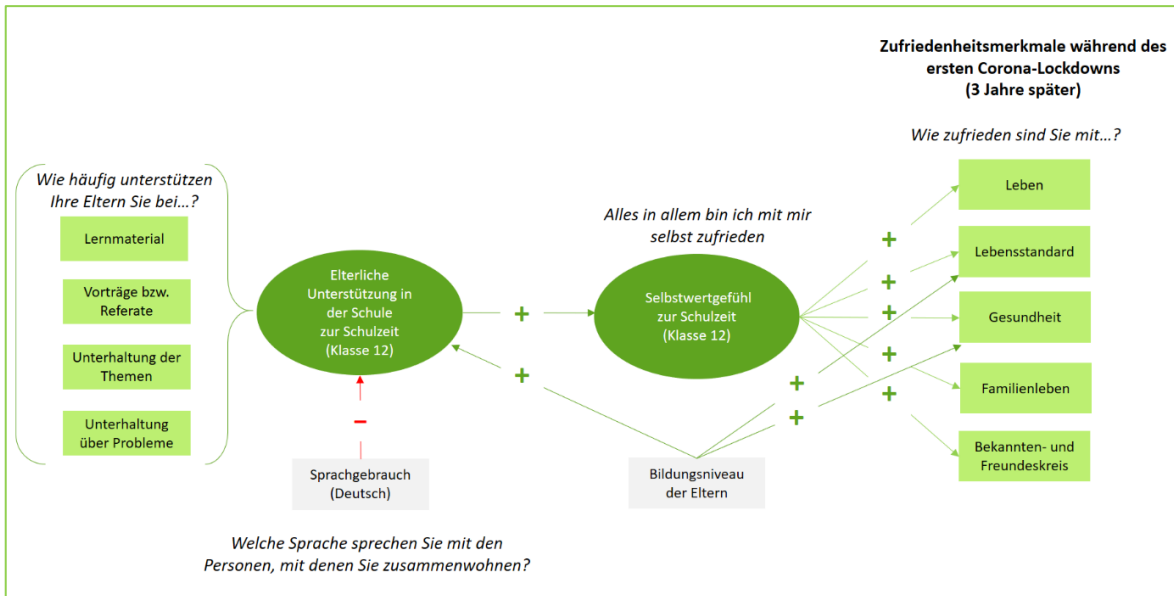 Zufriedenheitsmerkmale während des
ersten Corona-Lockdowns
(3 Jahre später)
Wie zufrieden sind Sie mit…?
Wie häufig unterstützen
Ihre Eltern Sie bei…?
Lernmaterial
Vorträge bzw.
Referate
Unterhaltung der
Themen
Unterhaltung
über Probleme
Elterliche
Unterstützung in
der Schule
zur Schulzeit
(Klasse 12)
+
+
−
Sprachgebrauch
(Deutsch)
Welche Sprache sprechen Sie mit den
Personen, mit denen Sie zusammenwohnen?
Alles in allem bin ich mit mir
selbst zufrieden
Selbstwertgefühl
zur Schulzeit
(Klasse 12)
Bildungsniveau
der Eltern
+
+
+
+
+
+
+
Leben
Lebensstandard
Gesundheit
Familienleben
Bekannten- und
Freundeskreis